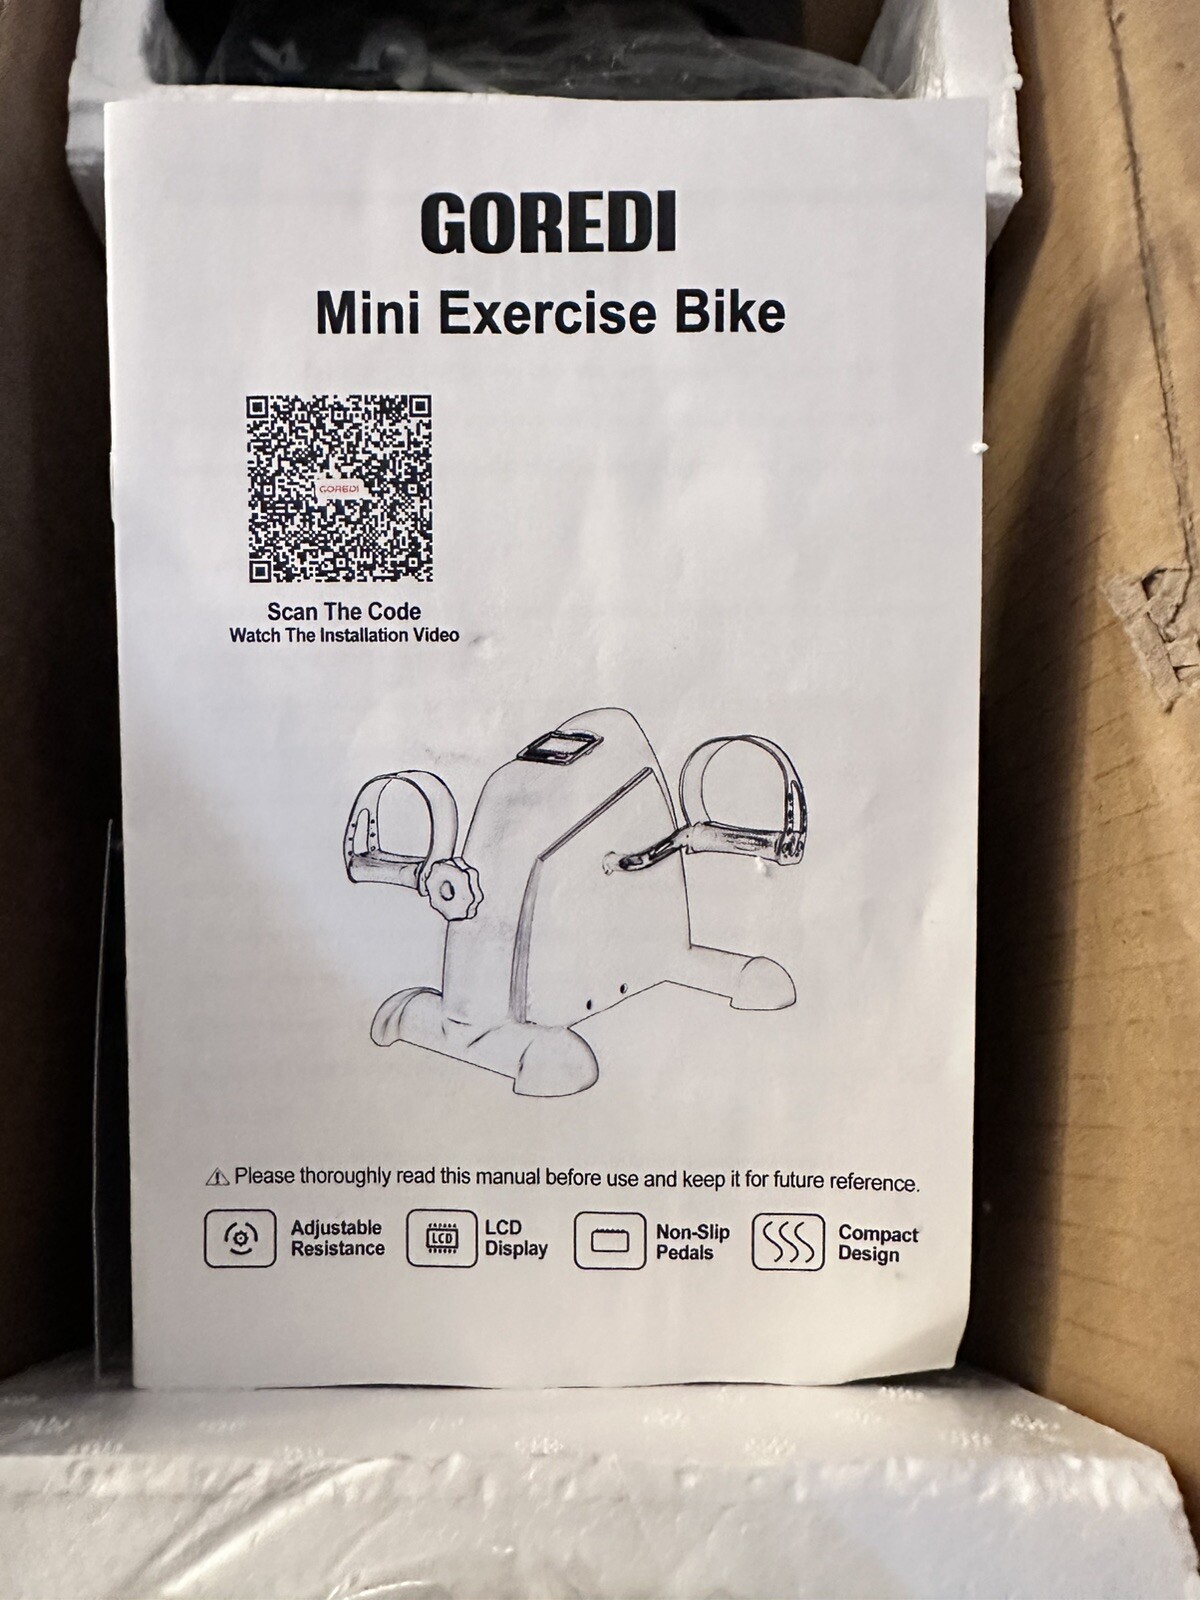 GOREDI
Mini Exercise Bike
GOREDI
Scan The Code
Watch The Installation Video
Please thoroughly read this manual before use and keep it for future reference.
Adjustable
Resistance
LCD
LCD
Display
Non-Slip
Pedals
Compact
Design